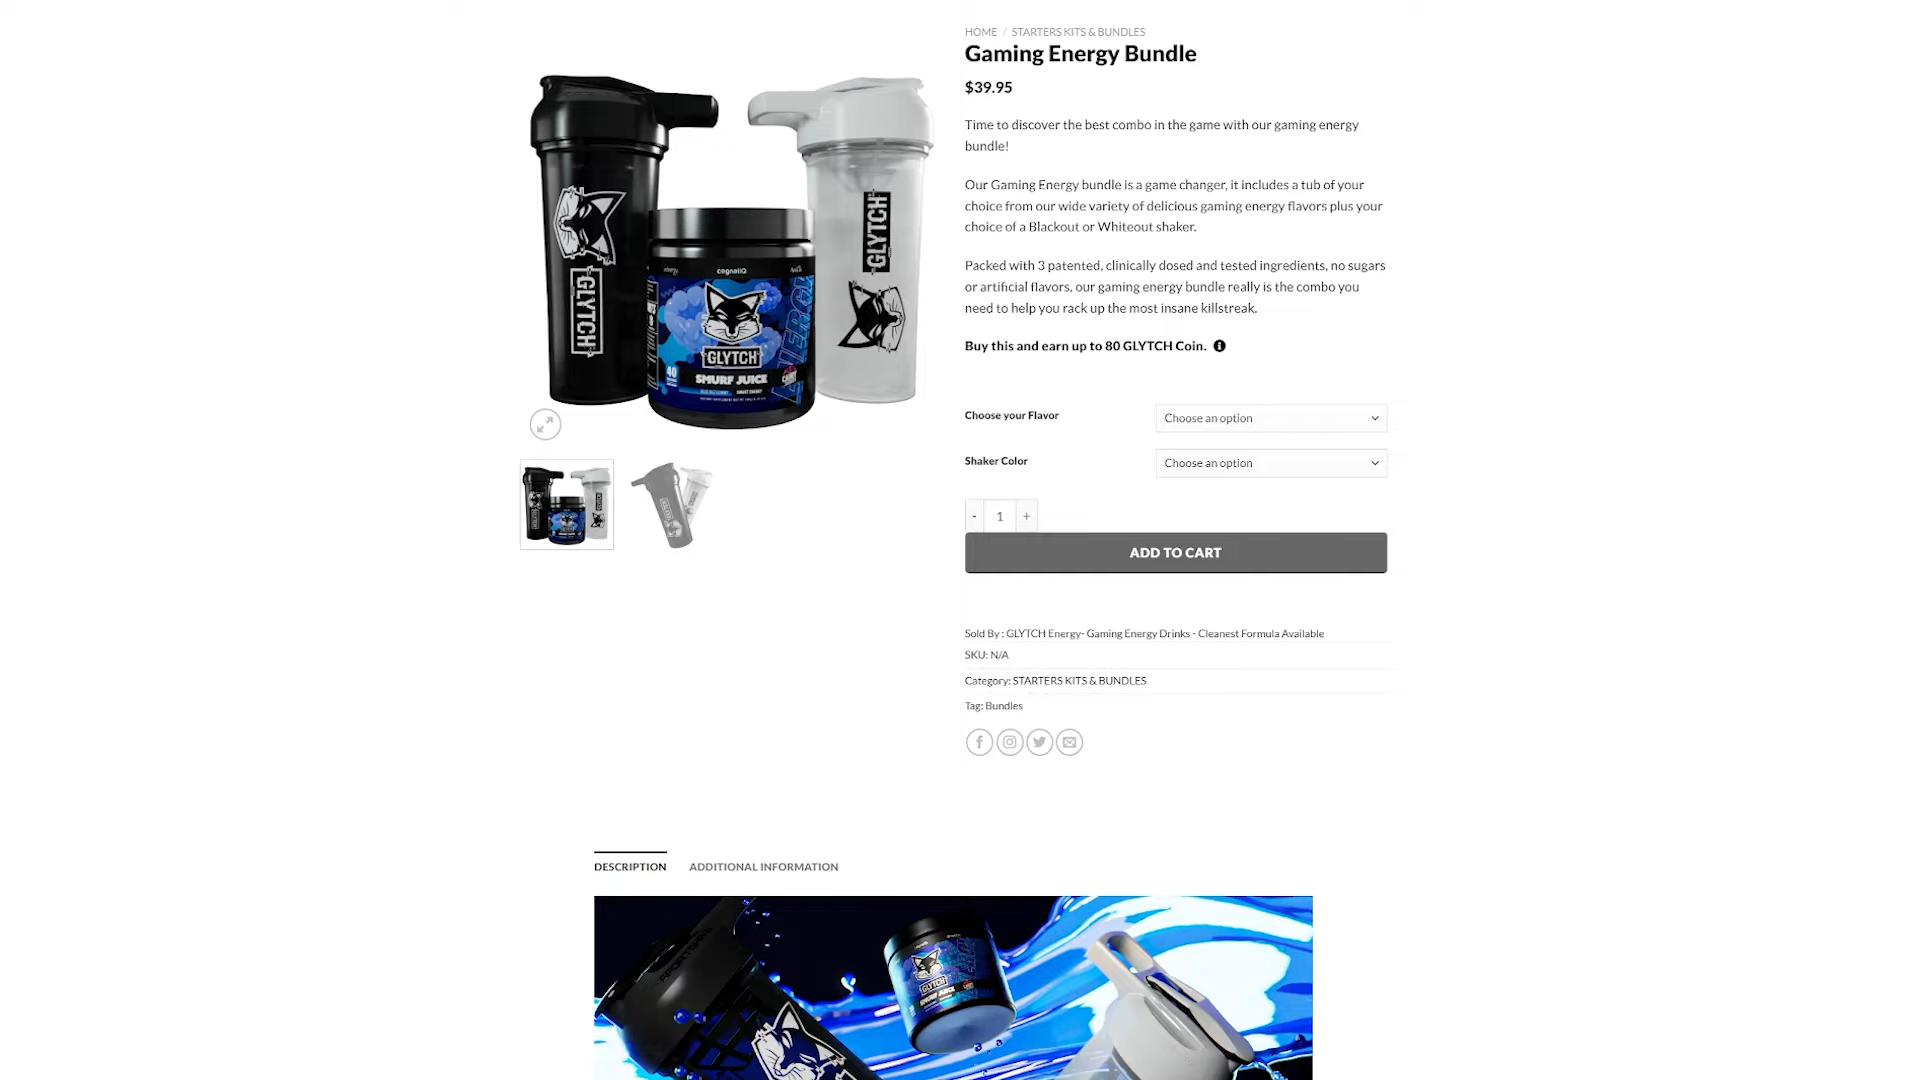 HOME / STARTERS KITS & BUNDLES
Gaming Energy Bundle
$39.95
Time to discover the best combo in the game with our gaming energy
bundle!
Our Gaming Energy bundle is a game changer, it includes a tub of your
choice from our wide variety of delicious gaming energy flavors plus your
choice of a Blackout or Whiteout shaker.
Packed with 3 patented, clinically dosed and tested ingredients, no sugars
or artificial flavors, our gaming energy bundle really is the combo you
need to help you rack up the most insane killstreak.
Buy this and earn up to 80 GLYTCH Coin.
Choose your Flavor
Choose an option
Shaker Color
Choose an option
- 1 +
ADD TO CART
Sold By : GLYTCH Energy- Gaming Energy Drinks - Cleanest Formula Available
SKU: N/A
Category: STARTERS KITS & BUNDLES
Tag: Bundles
GLYTCH
GLYTCH
cognatiQ
GLYTCH
40
SMURF JUICE
ENERGY
DESCRIPTION
ADDITIONAL INFORMATION
GLYTCH
SMURF JUICE